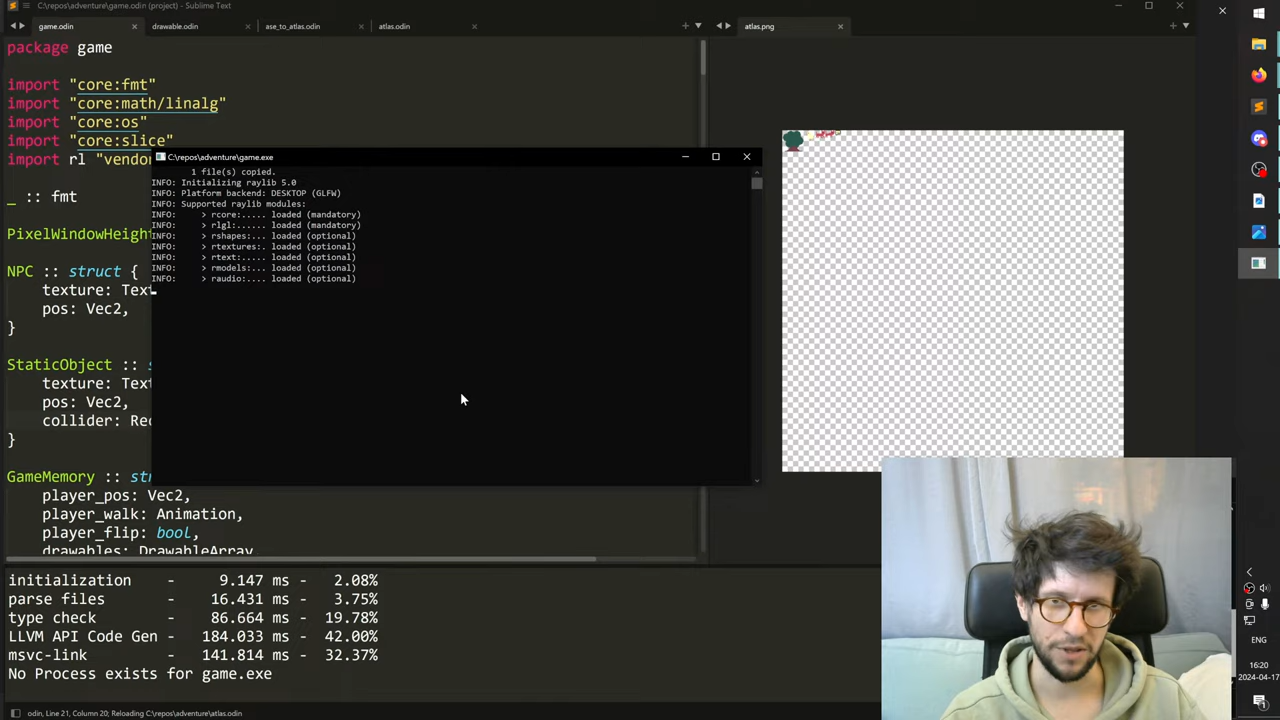 C:\repos\adventure\game.odin (project) - Sublime Text
game.odin
drawable.odin
ase_to_atlas.odin
atlas.odin
atlas.png
package game
import "core:fmt"
import "core:math/linalg"
import "core:os"
import "core:slice"
import rl "vendo
_ :: fmt
PixelWindowHeight
NPC :: struct {
texture: Text
pos: Vec2,
}
StaticObject :: s
texture: Text
pos: Vec2,
collider: Rec
}
GameMemory :: str
player_pos: Vec2,
player_walk: Animation,
player_flip: bool,
drawables: DrawableArray,
C:\repos\adventure\game.exe
1 file(s) copied.
INFO: Initializing raylib 5.0
INFO: Platform backend: DESKTOP (GLFW)
INFO: Supported raylib modules:
INFO: > rcore:..... loaded (mandatory)
INFO: > rlgl:...... loaded (mandatory)
INFO: > rshapes:... loaded (optional)
INFO: > rtextures:. loaded (optional)
INFO: > rtext:..... loaded (optional)
INFO: > rmodels:... loaded (optional)
INFO: > raudio:.... loaded (optional)
initialization - 9.147 ms - 2.08%
parse files - 16.431 ms - 3.75%
type check - 86.664 ms - 19.78%
LLVM API Code Gen - 184.033 ms - 42.00%
msvc-link - 141.814 ms - 32.37%
No Process exists for game.exe
odin, Line 21, Column 20; Reloading C:\repos\adventure\atlas.odin
ENG
16:20
2024-04-17